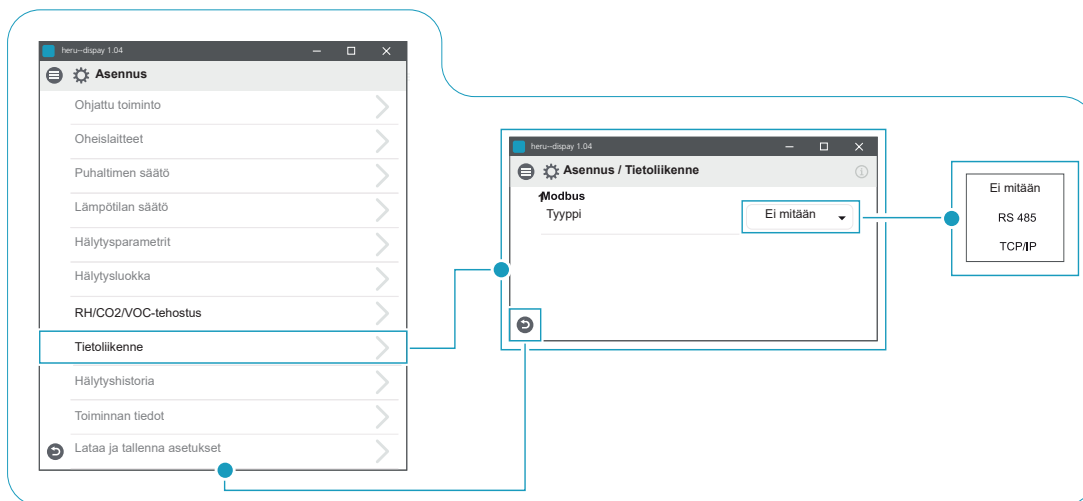 heru–dispay 1.04
Asennus
Ohjattu toiminto
Oheislaitteet
Puhaltimen säätö
Lämpötilan säätö
Hälytysparametrit
Hälytysluokka
RH/CO2/VOC-tehostus
Tietoliikenne
Hälytyshistoria
Toiminnan tiedot
Lataa ja tallenna asetukset
heru–dispay 1.04
Asennus / Tietoliikenne
Modbus
Tyyppi Ei mitään
Ei mitään
RS 485
TCP/IP